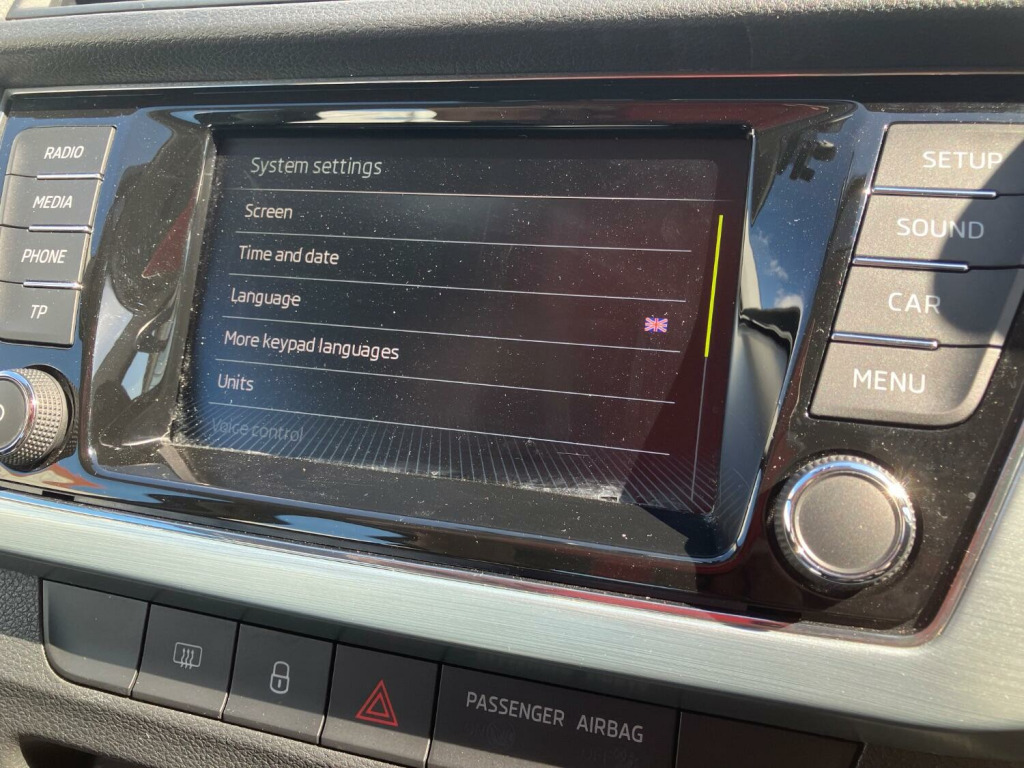 RADIO
MEDIA
PHONE
TP
System settings
Screen
Time and date
Language
More keypad languages
Units
Voice control
SETUP
SOUND
CAR
MENU
PASSENGER AIRBAG